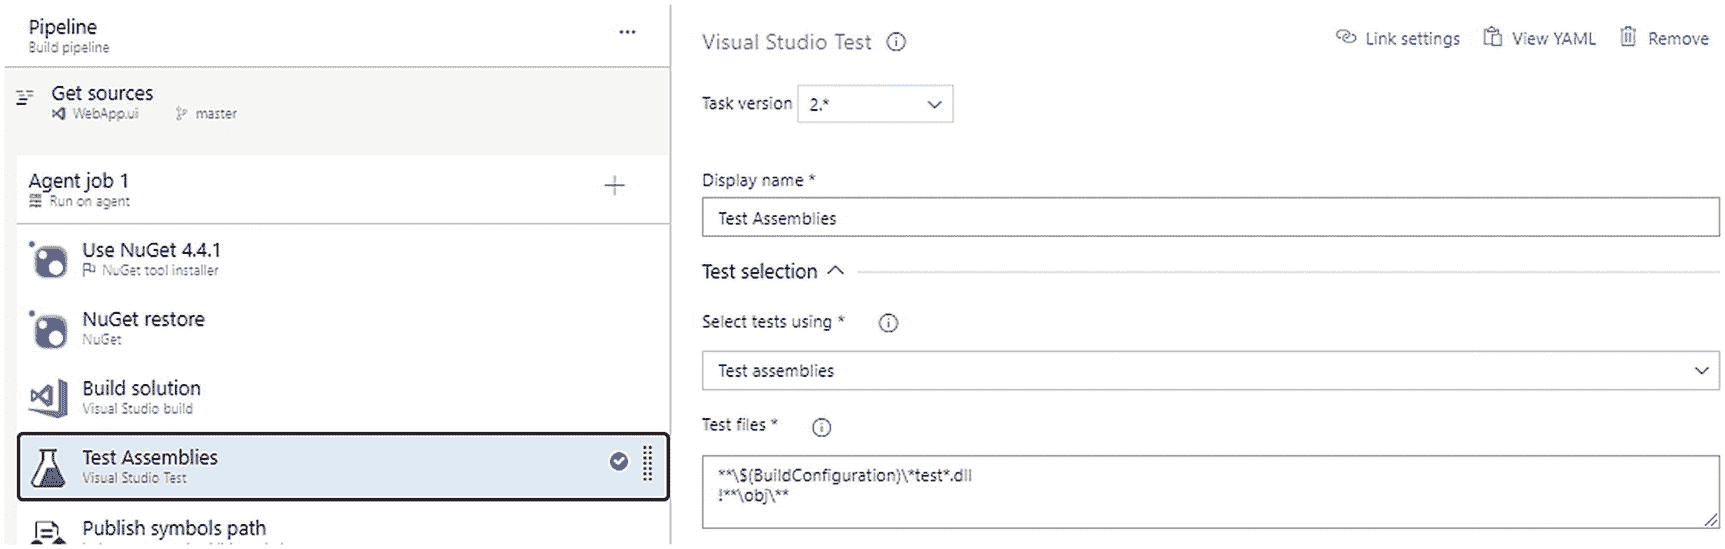 Pipeline
Build pipeline
Get sources
WebApp.ui master
Agent job 1
Run on agent
Use NuGet 4.4.1
NuGet tool installer
NuGet restore
NuGet
Build solution
Visual Studio build
Test Assemblies
Visual Studio Test
Publish symbols path
Visual Studio Test
Link settings View YAML Remove
Task version 2.*
Display name *
Test Assemblies
Test selection
Select tests using *
Test assemblies
Test files *
**\$(BuildConfiguration)\*test*.dll
!**\obj\**